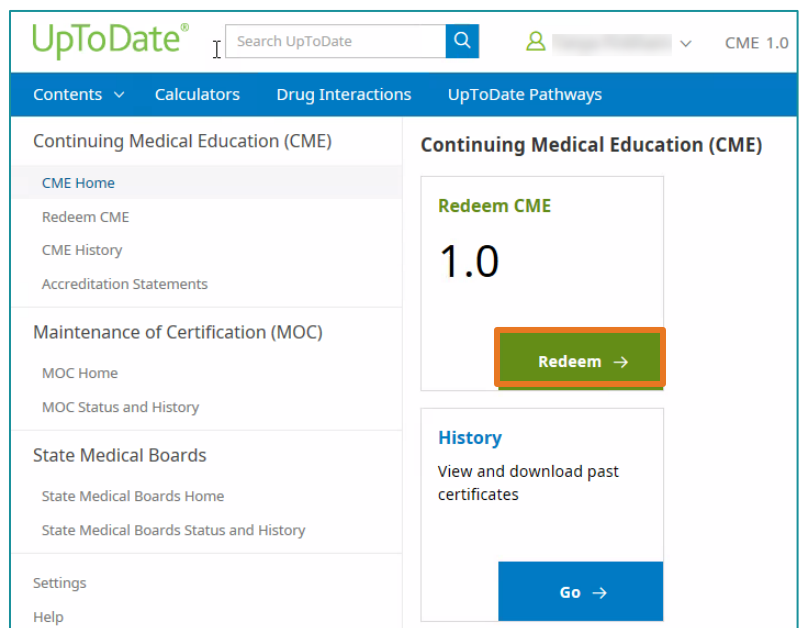 UpToDate®
Search UpToDate
CME 1.0
Contents
Calculators
Drug Interactions
UpToDate Pathways
Continuing Medical Education (CME)
CME Home
Redeem CME
CME History
Accreditation Statements
Maintenance of Certification (MOC)
MOC Home
MOC Status and History
State Medical Boards
State Medical Boards Home
State Medical Boards Status and History
Settings
Help
Continuing Medical Education (CME)
Redeem CME
1.0
Redeem →
History
View and download past
certificates
Go →